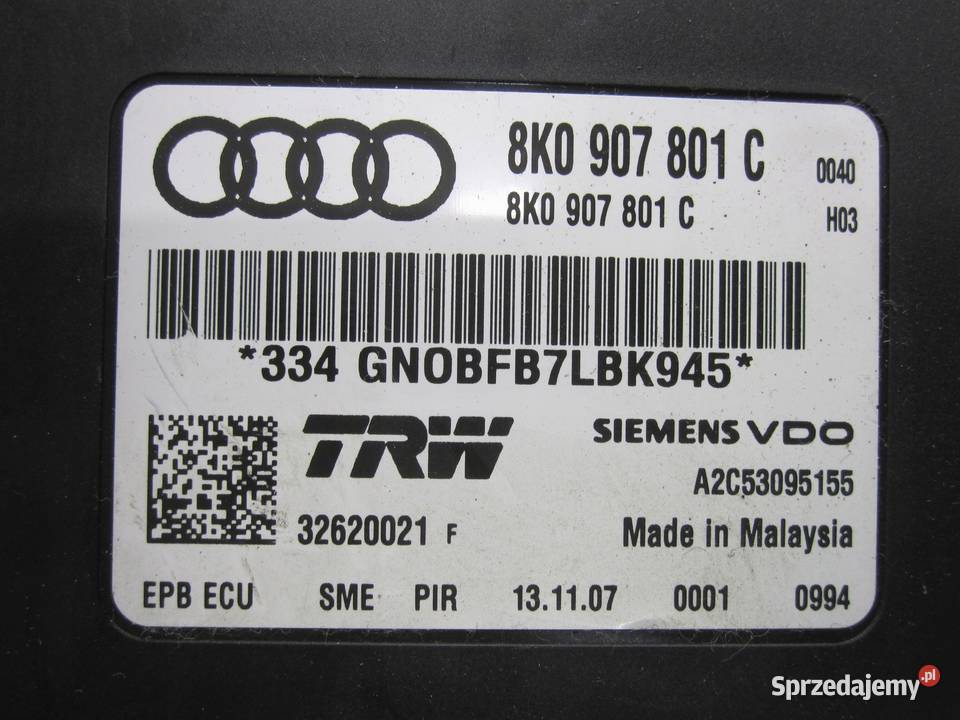 8K0 907 801 C 0040
8K0 907 801 C H03
*334 GN0BFB7LBK945*
TRW SIEMENS VDO
A2C53095155
32620021 F Made in Malaysia
EPB ECU SME PIR 13.11.07 0001 0994
Sprzedajemy.pl